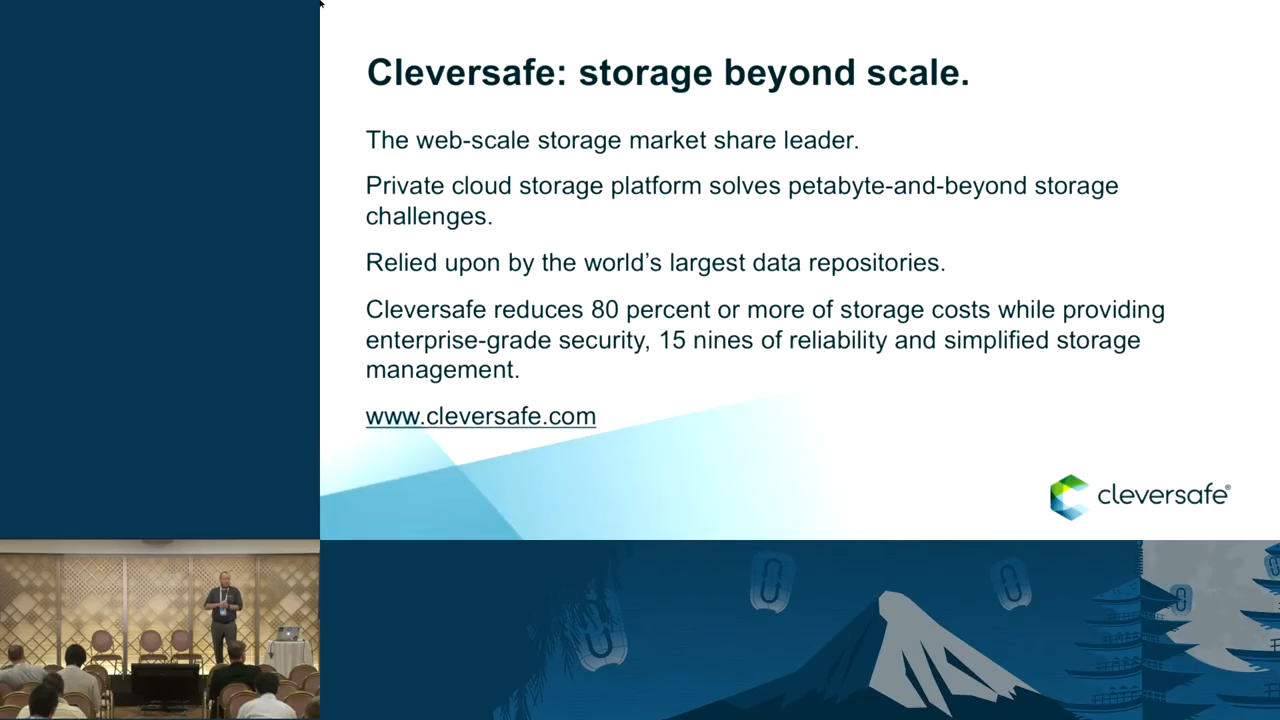 Cleversafe: storage beyond scale.
The web-scale storage market share leader.
Private cloud storage platform solves petabyte-and-beyond storage
challenges.
Relied upon by the world’s largest data repositories.
Cleversafe reduces 80 percent or more of storage costs while providing
enterprise-grade security, 15 nines of reliability and simplified storage
management.
www.cleversafe.com
cleversafe®